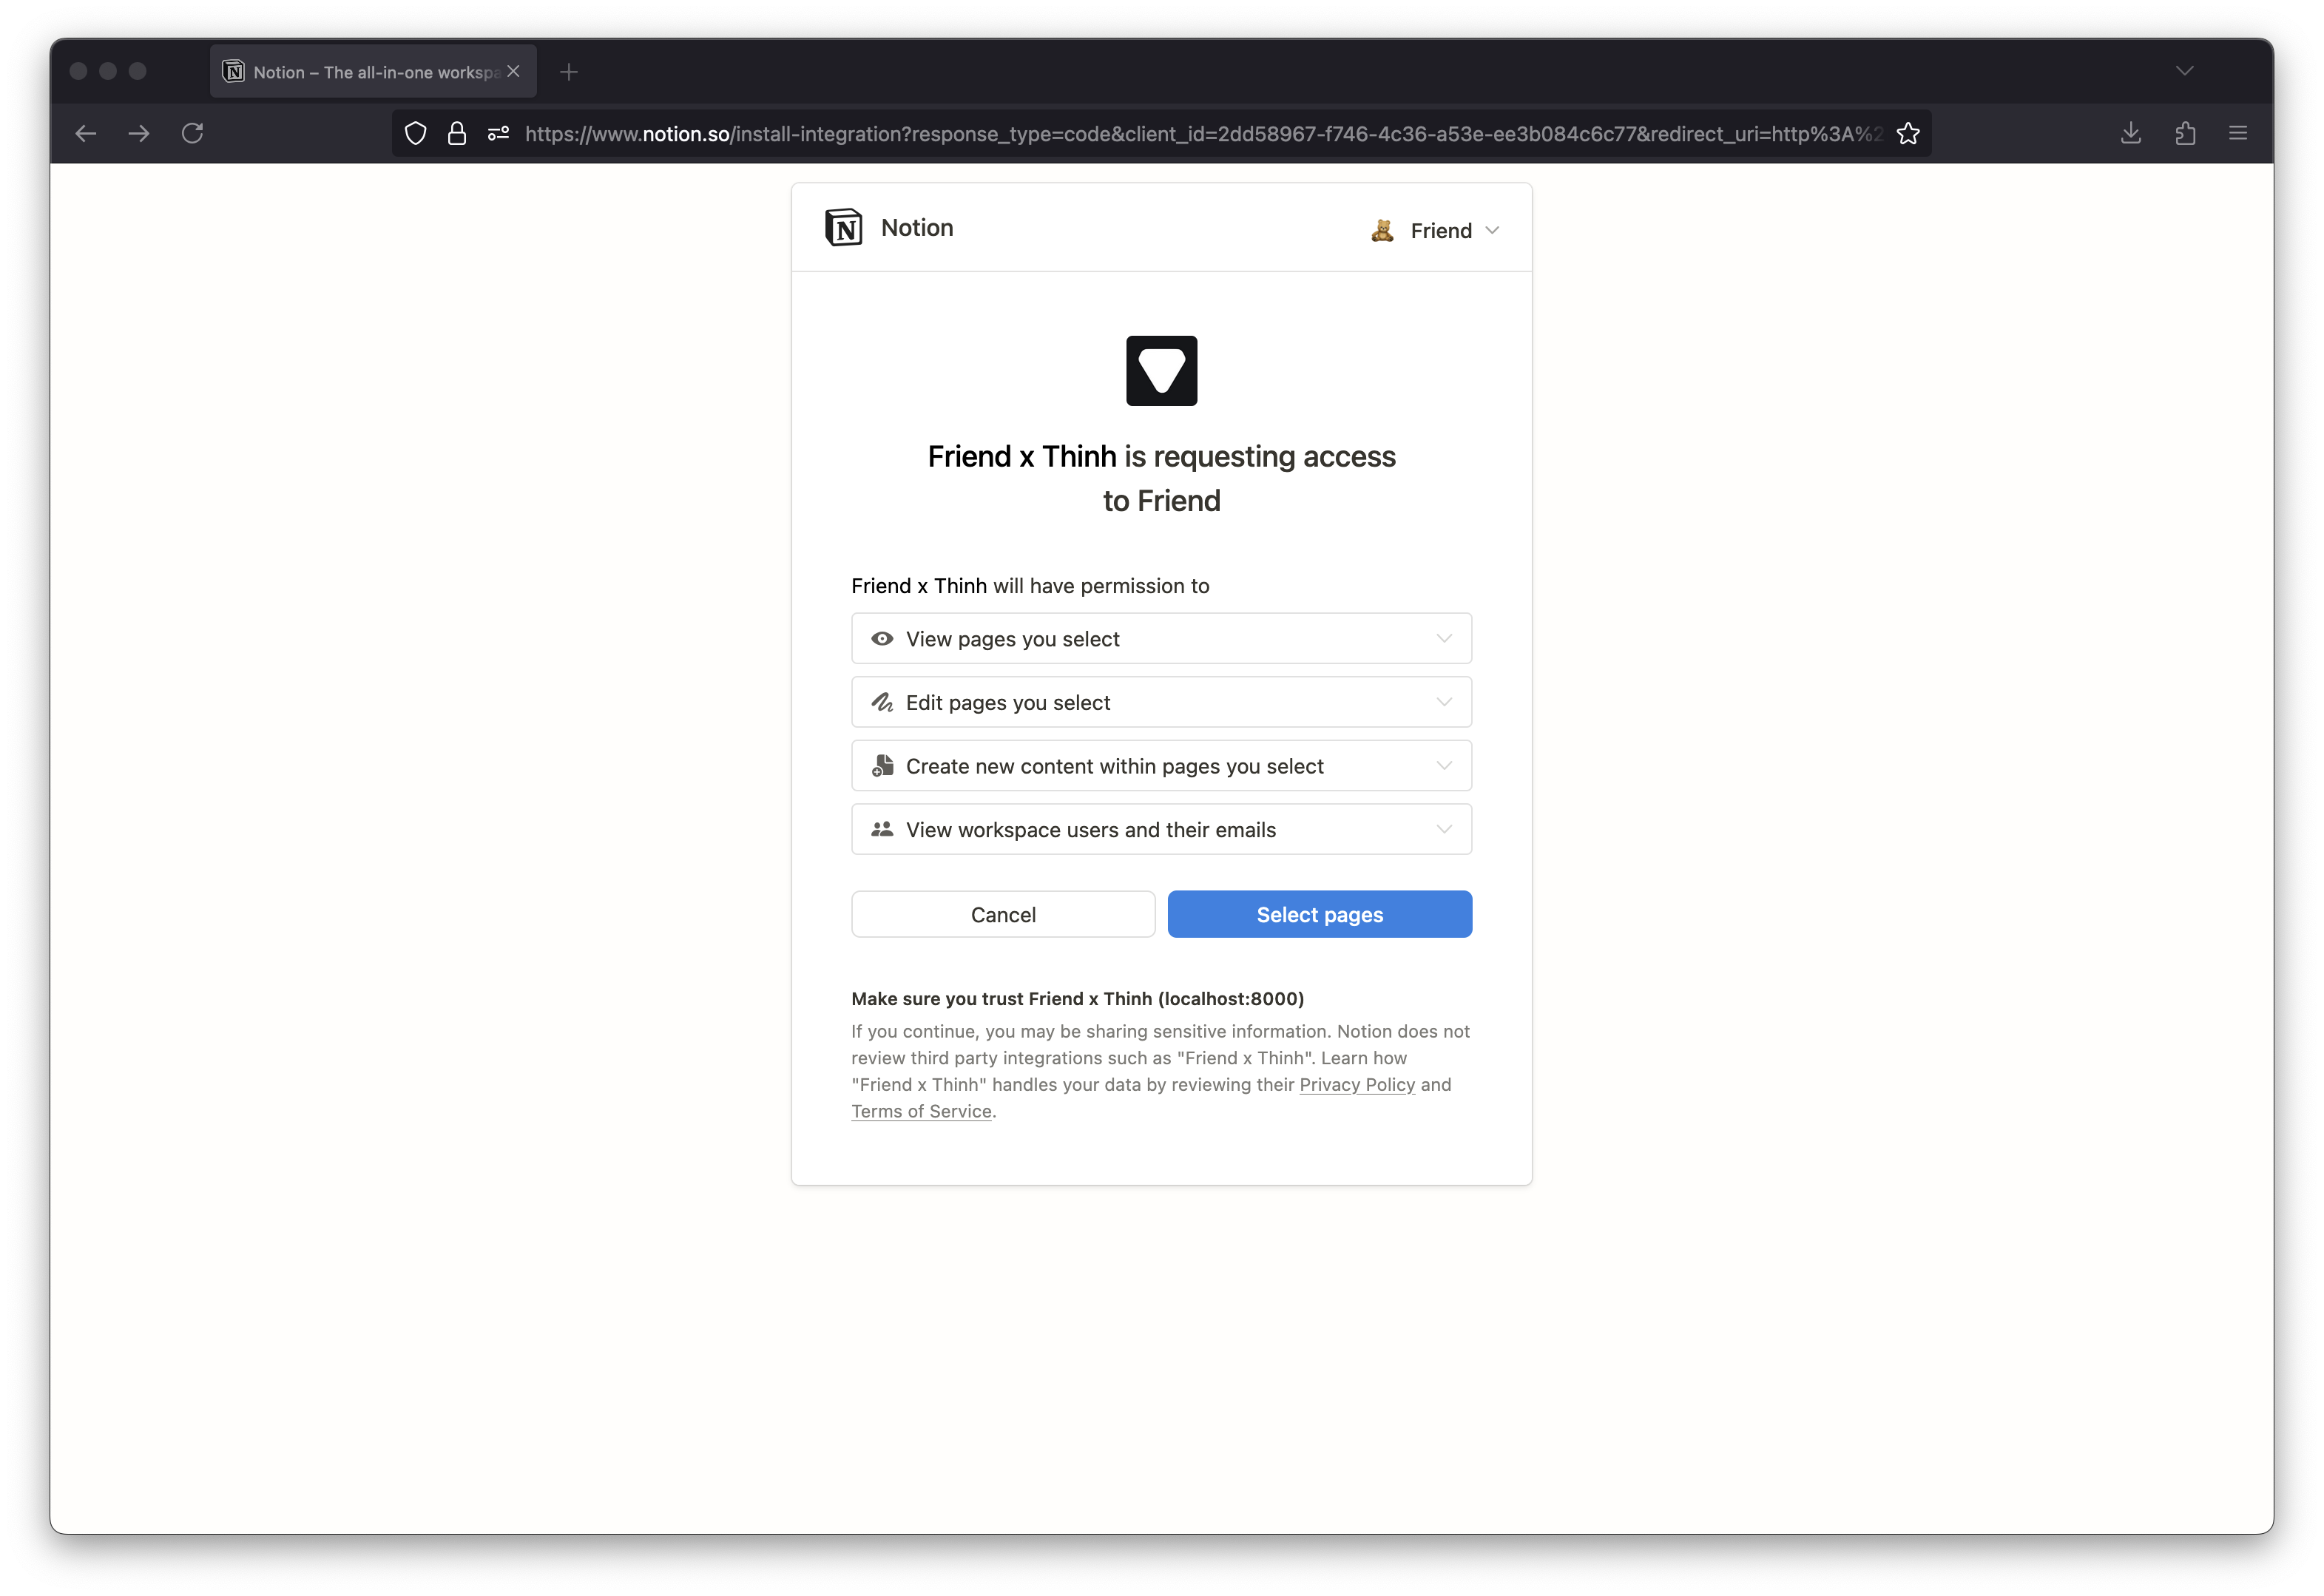 Notion – The all-in-one workspa
https://www.notion.so/install-integration?response_type=code&client_id=2dd58967-f746-4c36-a53e-ee3b084c6c77&redirect_uri=http%3A%2
Notion
Friend
Friend x Thinh is requesting access
to Friend
Friend x Thinh will have permission to
View pages you select
Edit pages you select
Create new content within pages you select
View workspace users and their emails
Cancel
Select pages
Make sure you trust Friend x Thinh (localhost:8000)
If you continue, you may be sharing sensitive information. Notion does not
review third party integrations such as "Friend x Thinh". Learn how
"Friend x Thinh" handles your data by reviewing their Privacy Policy and
Terms of Service.